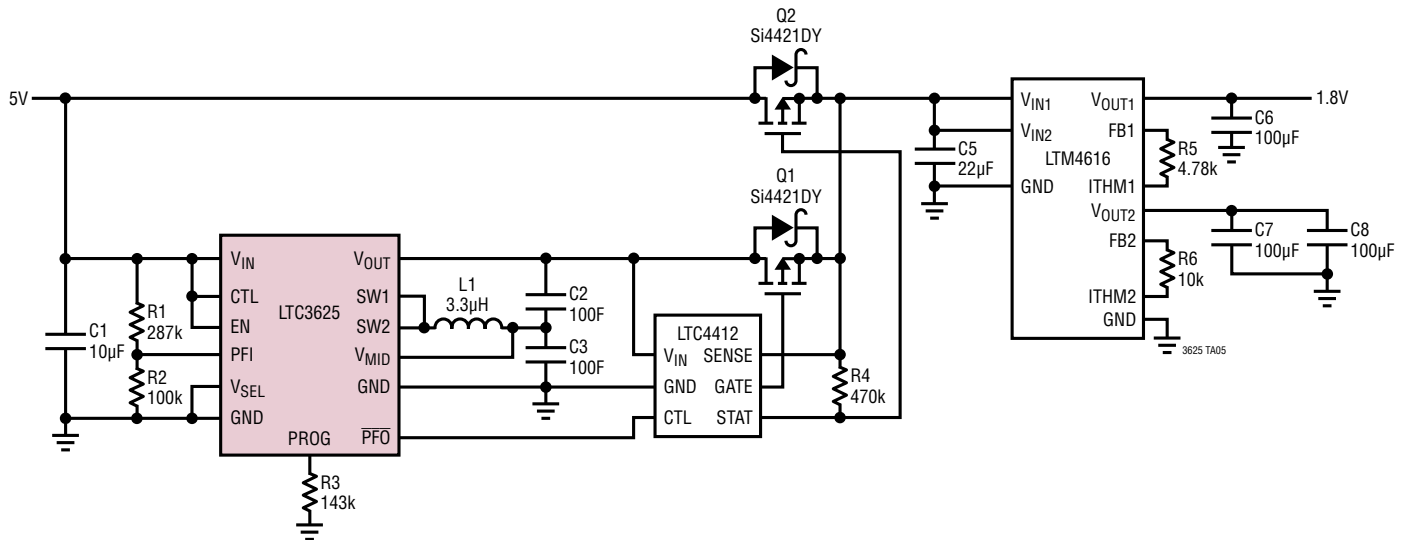 Q2
Si4421DY
5V
VIN1
VOUT1
1.8V
C6
100µF
VIN2
FB1
R5
4.78k
C5
22µF
LTM4616
GND
ITHM1
Q1
Si4421DY
VOUT2
C7
100µF
C8
100µF
FB2
R6
10k
ITHM2
GND
3625 TA05
VIN
VOUT
CTL
SW1
L1
3.3µH
C2
100F
LTC3625
EN
SW2
R1
287k
C1
10µF
PFI
VMID
C3
100F
R2
100k
VSEL
GND
GND
PROG
PFO
R3
143k
LTC4412
VIN
SENSE
GND
GATE
CTL
STAT
R4
470k